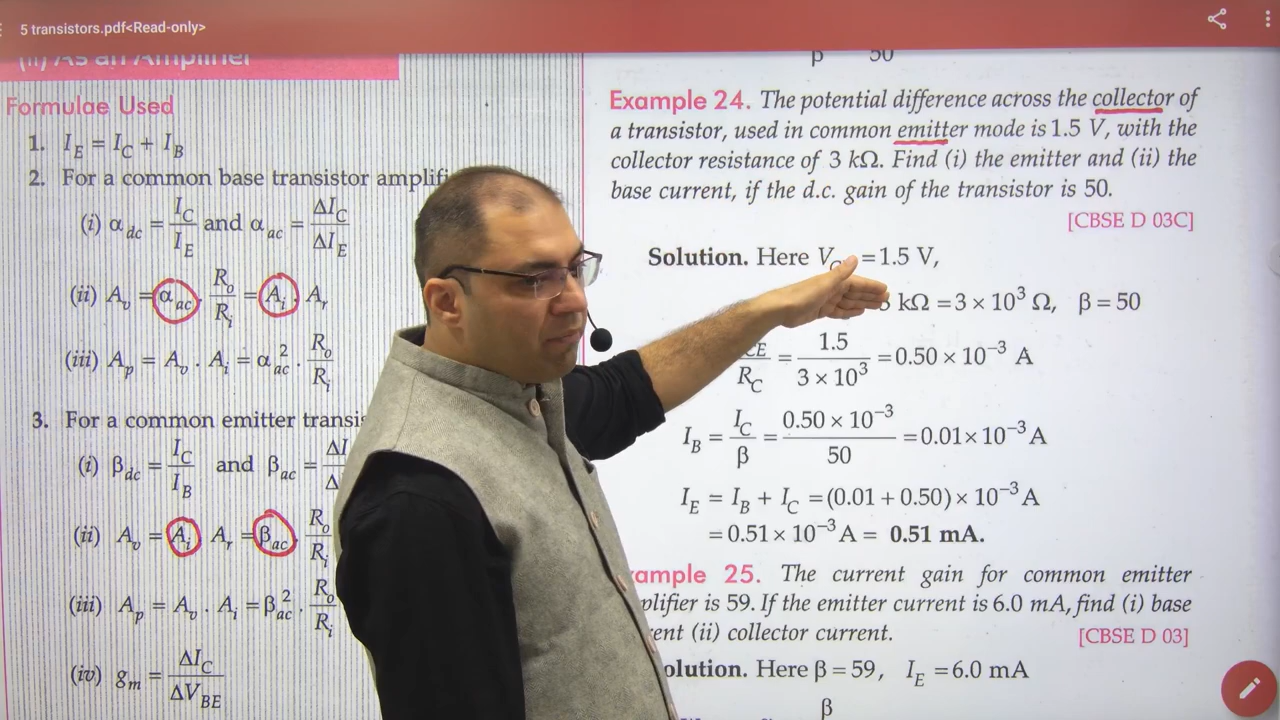 5 transistors.pdf<Read-only>
(ii) As an Amplifier
Formulae Used
1. I_E = I_C + I_B
2. For a common base transistor amplifi
(i) α_dc = I_C / I_E and α_ac = ΔI_C / ΔI_E
(ii) A_v = α_ac . R_o / R_i = A_i . A_r
(iii) A_p = A_v . A_i = α_ac^2 . R_o / R_i
3. For a common emitter transis
(i) β_dc = I_C / I_B and β_ac = ΔI / Δ
(ii) A_v = A_i A_r = β_ac . R_o / R_i
(iii) A_p = A_v . A_i = β_ac^2 . R_o / R_i
(iv) g_m = ΔI_C / ΔV_BE
β 50
Example 24. The potential difference across the collector of
a transistor, used in common emitter mode is 1.5 V, with the
collector resistance of 3 kΩ. Find (i) the emitter and (ii) the
base current, if the d.c. gain of the transistor is 50.
[CBSE D 03C]
Solution. Here V = 1.5 V,
3 kΩ = 3 × 10^3 Ω, β = 50
CE / R_C = 1.5 / 3 × 10^3 = 0.50 × 10^-3 A
I_B = I_C / β = 0.50 × 10^-3 / 50 = 0.01 × 10^-3 A
I_E = I_B + I_C = (0.01 + 0.50) × 10^-3 A
= 0.51 × 10^-3 A = 0.51 mA.
ample 25. The current gain for common emitter
plifier is 59. If the emitter current is 6.0 mA, find (i) base
ent (ii) collector current.
[CBSE D 03]
olution. Here β = 59, I_E = 6.0 mA
β